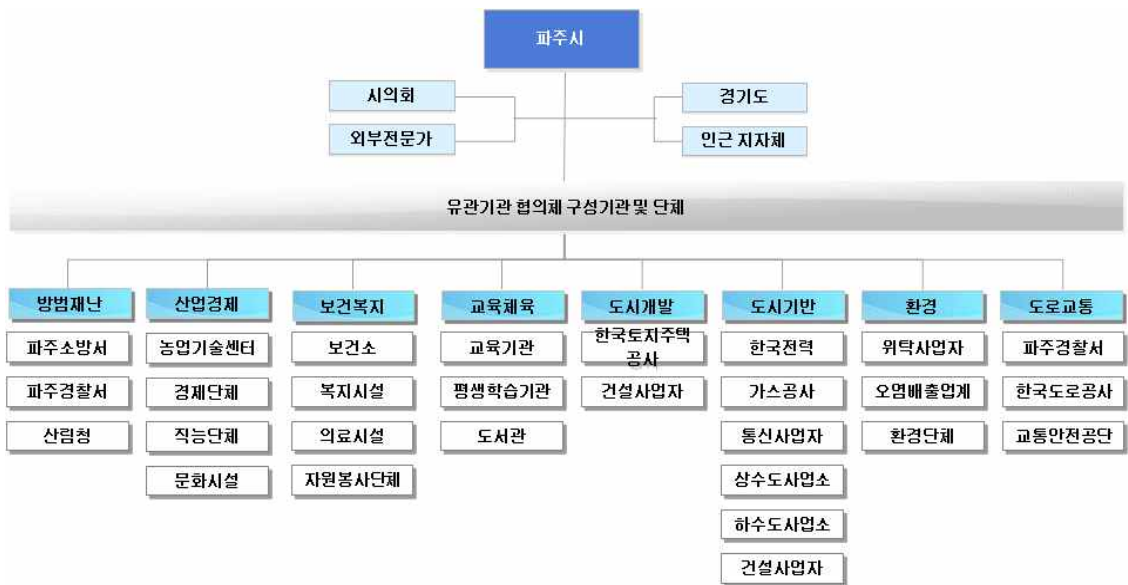 파주시
시의회
경기도
외부전문가
인근 지자체
유관기관 협의체 구성기관 및 단체
방범재난
산업경제
보건복지
교육체육
도시개발
도시기반
환경
도로교통
파주소방서
파주경찰서
산림청
농업기술센터
경제단체
직능단체
문화시설
보건소
복지시설
의료시설
자원봉사단체
교육기관
평생학습기관
도서관
한국토지주택
공사
건설사업자
한국전력
가스공사
통신사업자
상수도사업소
하수도사업소
건설사업자
위탁사업자
오염배출업계
환경단체
파주경찰서
한국도로공사
교통안전공단